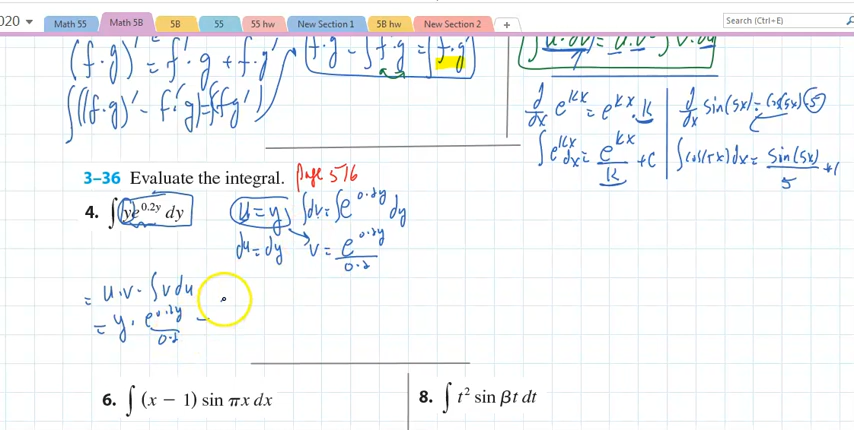 020 Math 55 Math 5B 5B 55 55 hw New Section 1 5B hw New Section 2 + Search (Ctrl+E)
(f·g)' = f'·g + f·g'
f·g - ∫f'·g = ∫f·g'
∫u·dv = u·v - ∫v·du
∫((f·g)' - f'·g) = ∫(fg')
d/dx e^{kx} = e^{kx}·k
d/dx sin(5x) = cos(5x)·5
∫e^{kx}dx = e^{kx}/k + C
∫cos(5x)dx = sin(5x)/5 + C
3–36 Evaluate the integral. Page 516
4. ∫ ye^{0.2y} dy
u = y ∫dv = ∫e^{0.2y} dy
du = dy v = e^{0.2y}/0.2
= u·v - ∫v du
= y · e^{0.2y}/0.2 -
6. ∫ (x − 1) sin πx dx
8. ∫ t² sin βt dt